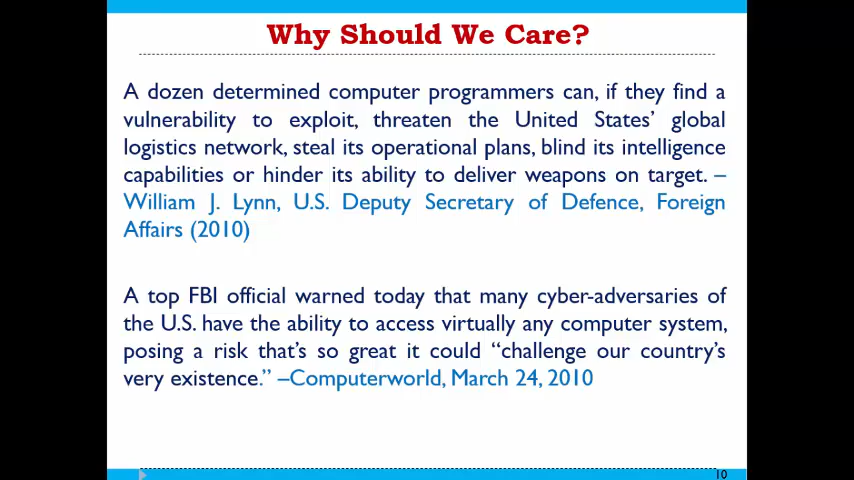 Why Should We Care?
A dozen determined computer programmers can, if they find a
vulnerability to exploit, threaten the United States' global
logistics network, steal its operational plans, blind its intelligence
capabilities or hinder its ability to deliver weapons on target. –
William J. Lynn, U.S. Deputy Secretary of Defence, Foreign
Affairs (2010)
A top FBI official warned today that many cyber-adversaries of
the U.S. have the ability to access virtually any computer system,
posing a risk that's so great it could “challenge our country's
very existence.” –Computerworld, March 24, 2010
10